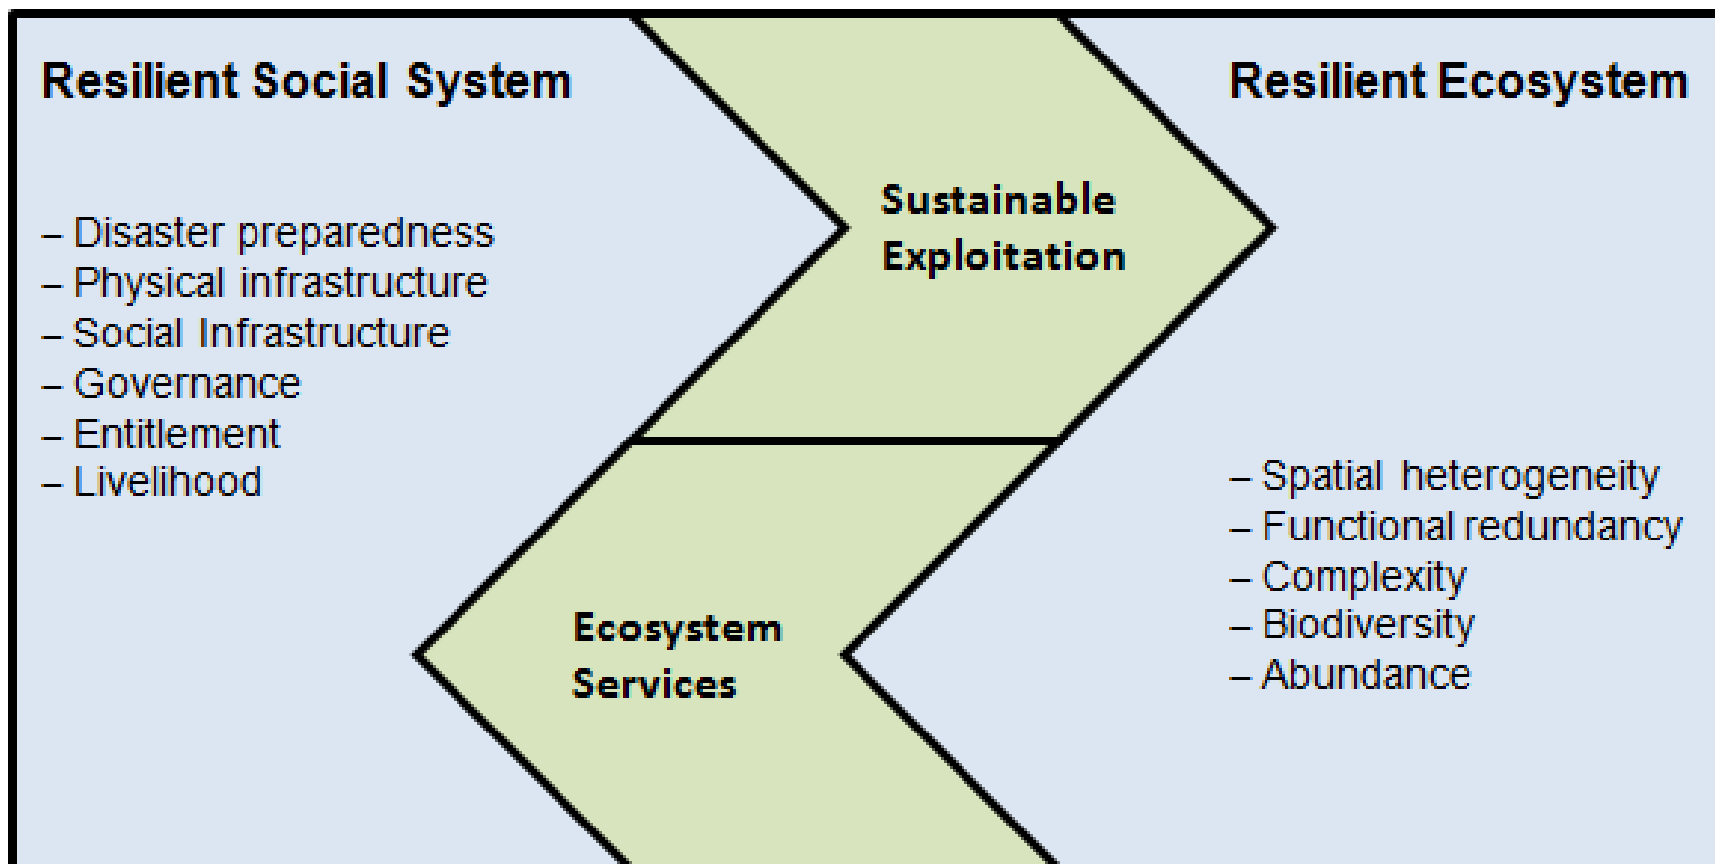 Resilient Social System
– Disaster preparedness
– Physical infrastructure
– Social Infrastructure
– Governance
– Entitlement
– Livelihood
Sustainable
Exploitation
Ecosystem
Services
Resilient Ecosystem
– Spatial heterogeneity
– Functional redundancy
– Complexity
– Biodiversity
– Abundance